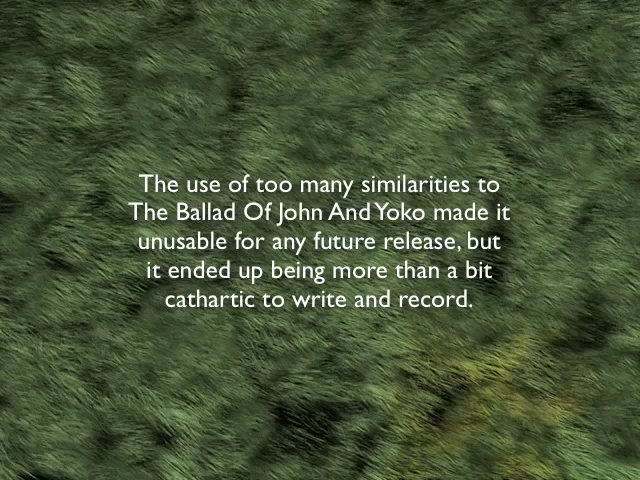 The use of too many similarities to
The Ballad Of John And Yoko made it
unusable for any future release, but
it ended up being more than a bit
cathartic to write and record.